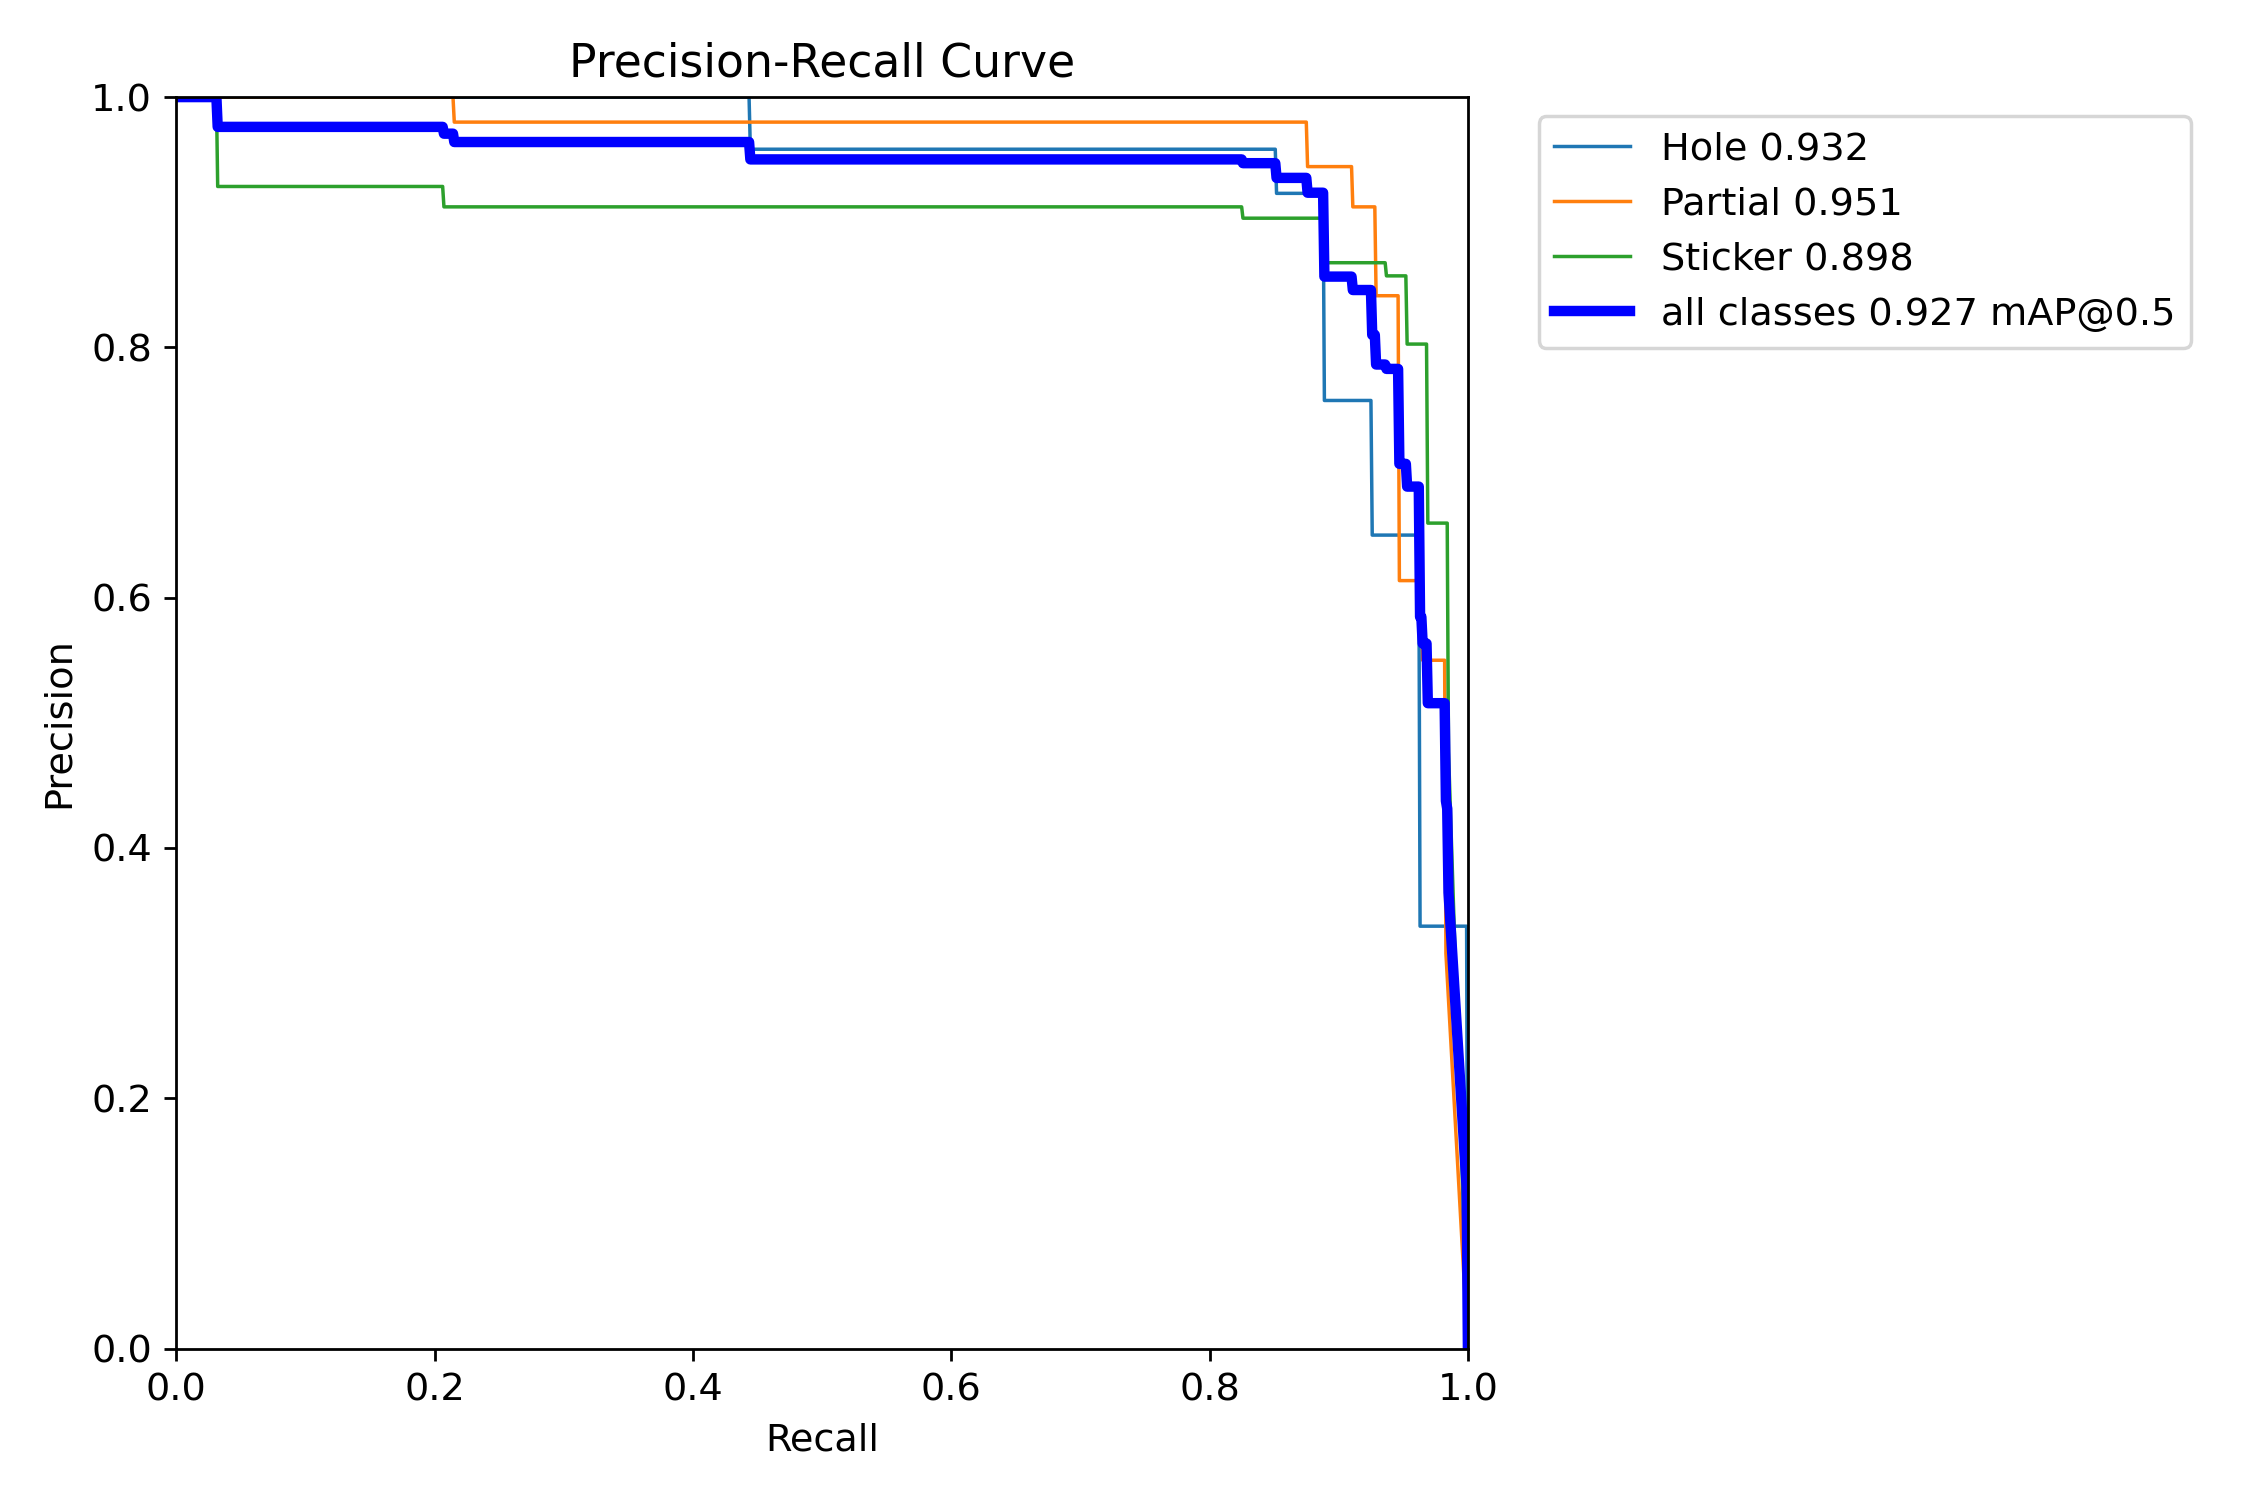 Precision-Recall Curve
Hole 0.932
Partial 0.951
Sticker 0.898
all classes 0.927 mAP@0.5
Precision
1.0
0.8
0.6
0.4
0.2
0.0
0.0 0.2 0.4 0.6 0.8 1.0
Recall